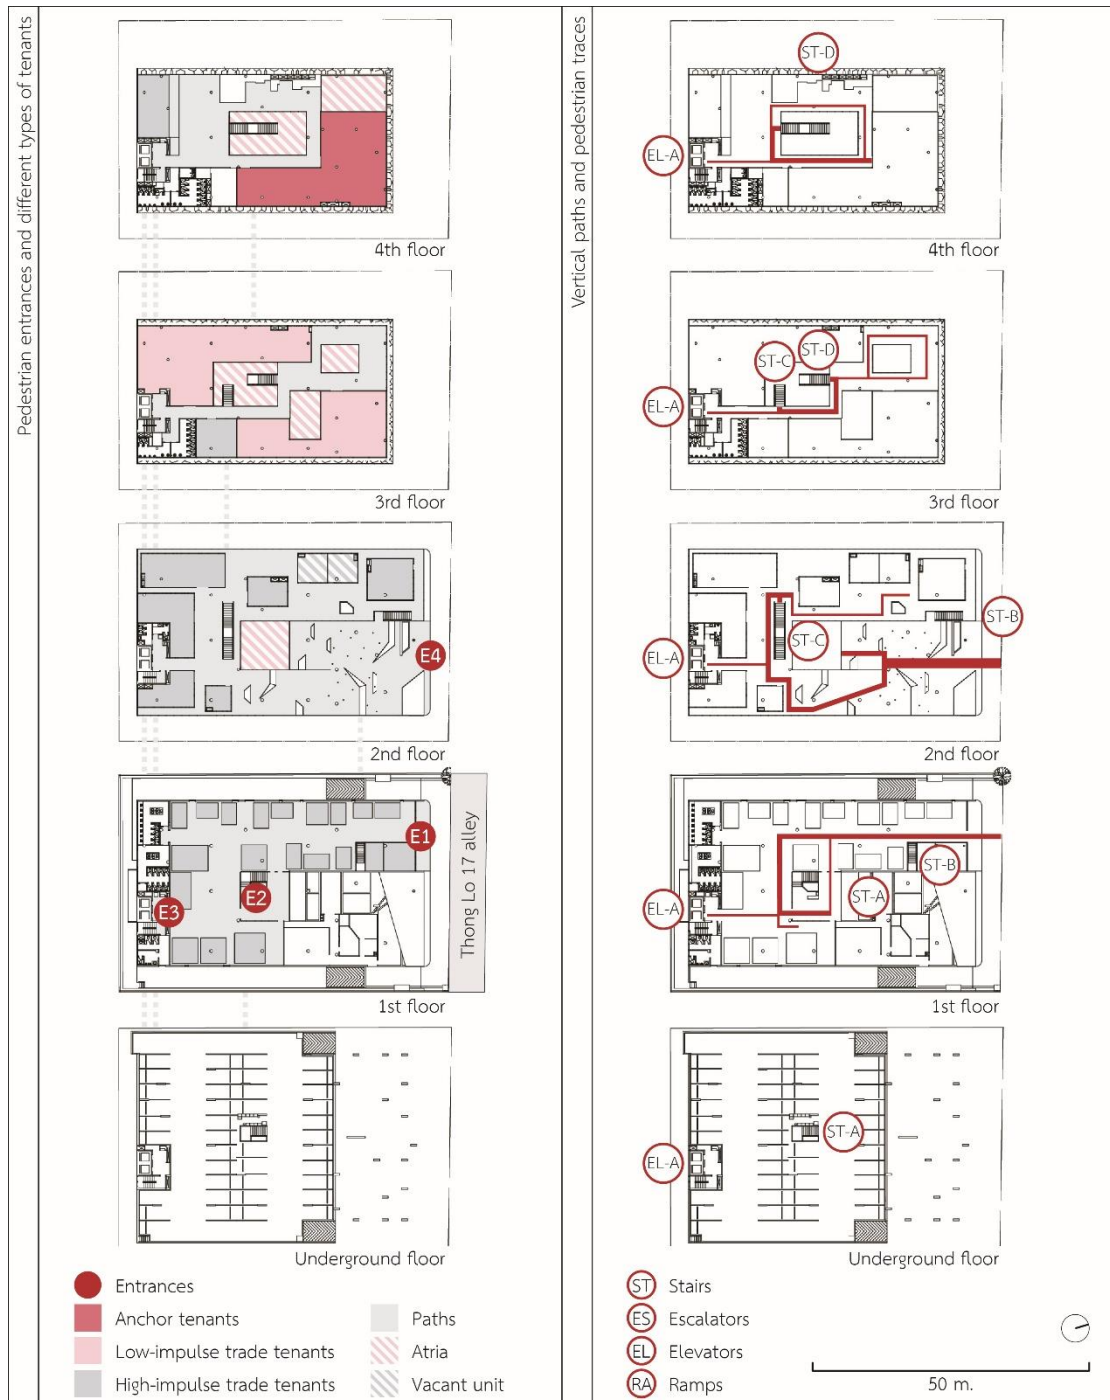 Pedestrian entrances and different types of tenants
4th floor
3rd floor
E4
2nd floor
E1
E2
E3
Thong Lo 17 alley
1st floor
Underground floor
Entrances
Anchor tenants
Low-impulse trade tenants
High-impulse trade tenants
Paths
Atria
Vacant unit
Vertical paths and pedestrian traces
ST-D
EL-A
4th floor
ST-D
ST-C
EL-A
3rd floor
ST-B
ST-C
EL-A
2nd floor
ST-B
ST-A
EL-A
1st floor
ST-A
EL-A
Underground floor
ST Stairs
ES Escalators
EL Elevators
RA Ramps
50 m.